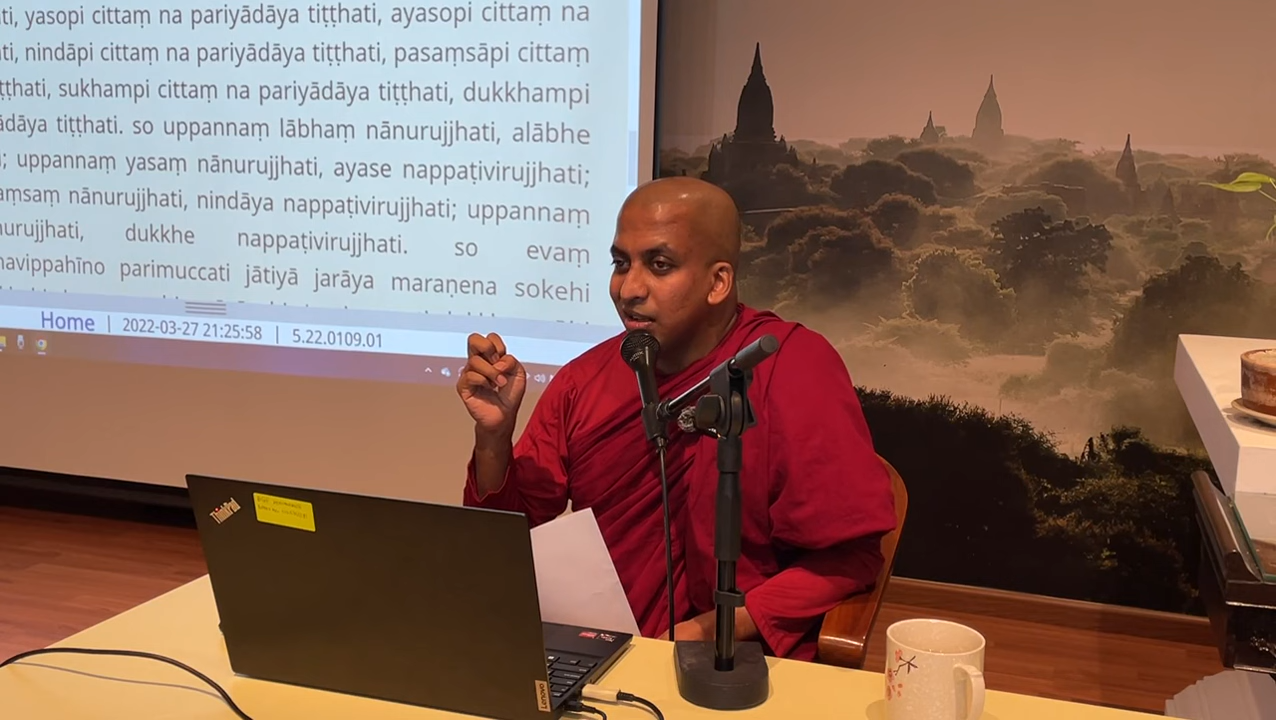 ti, yasopi cittaṃ na pariyādāya tiṭṭhati, ayasopi cittaṃ na
ti, nindāpi cittaṃ na pariyādāya tiṭṭhati, pasaṃsāpi cittaṃ
ṭṭhati, sukhampi cittaṃ na pariyādāya tiṭṭhati, dukkhampi
ādāya tiṭṭhati. so uppannaṃ lābhaṃ nānurujjhati, alābhe
; uppannaṃ yasaṃ nānurujjhati, ayase nappaṭivirujjhati;
aṃsaṃ nānurujjhati, nindāya nappaṭivirujjhati; uppannaṃ
nurujjhati, dukkhe nappaṭivirujjhati. so evaṃ
havippahīno parimuccati jātiyā jarāya maraṇena sokehi
Home | 2022-03-27 21:25:58 | 5.22.0109.01
ThinkPad
Lenovo